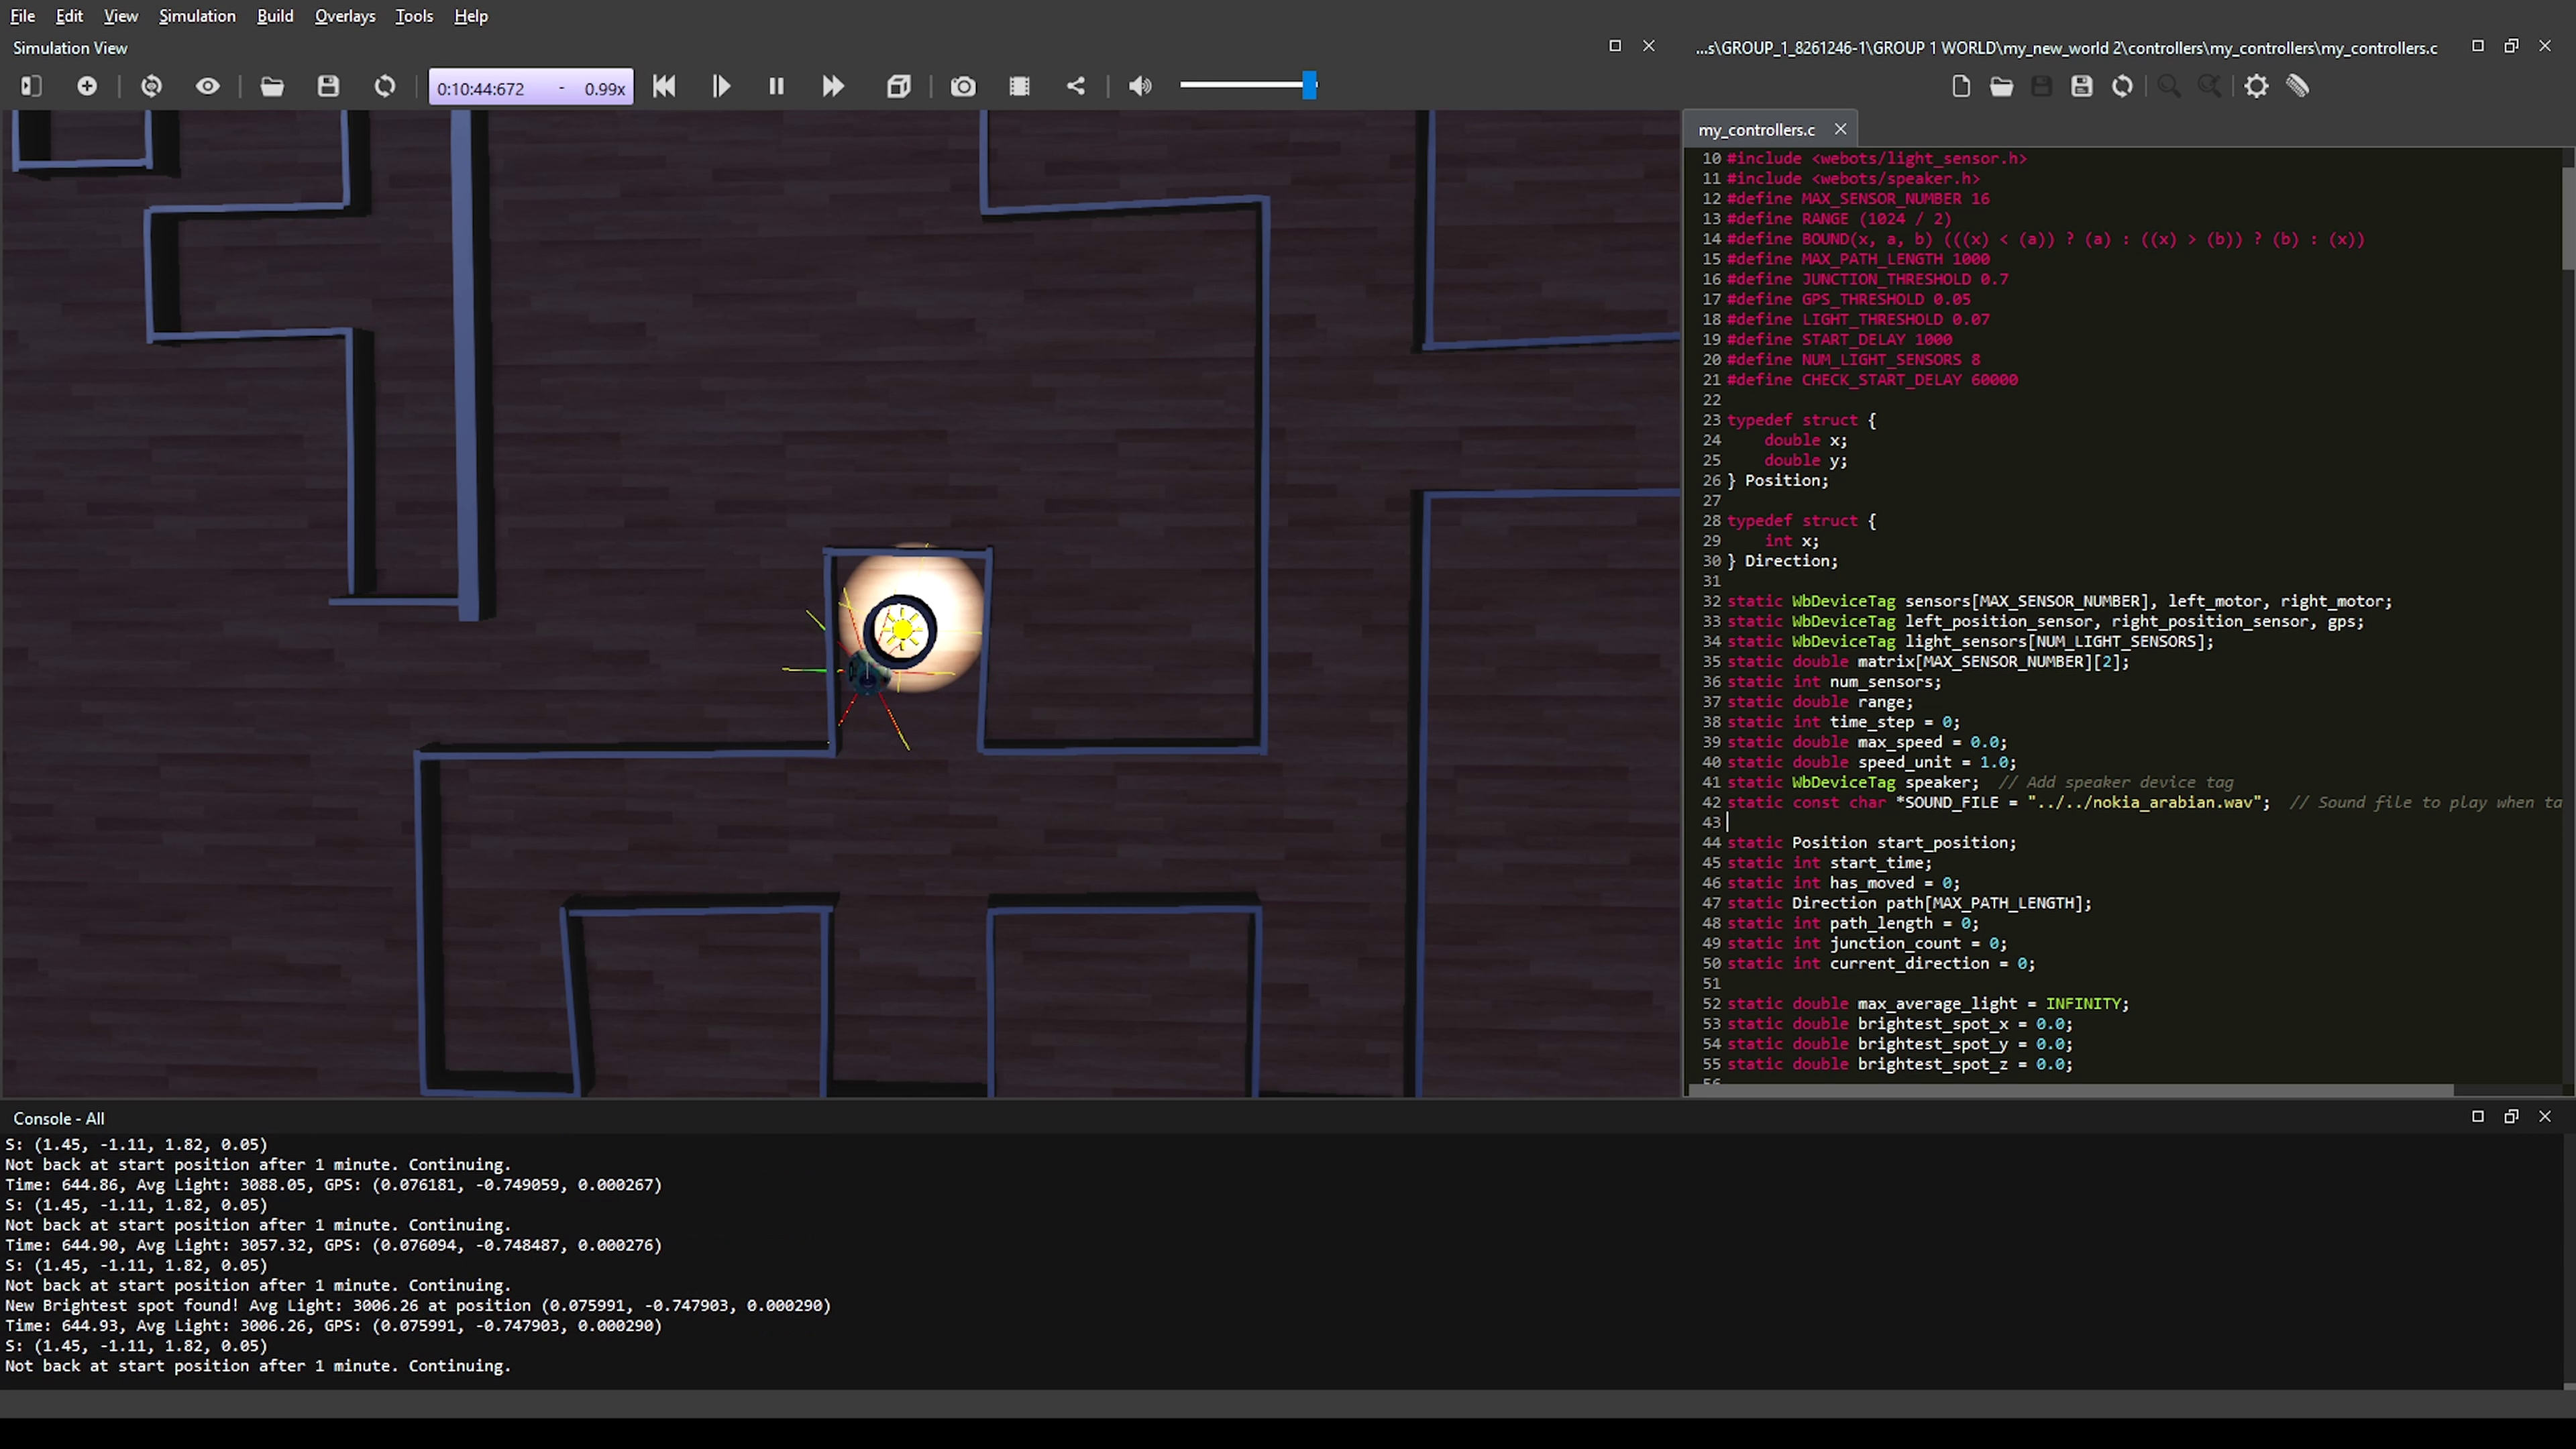 File Edit View Simulation Build Overlays Tools Help
Simulation View
0:10:44:672 - 0.99x
...s\GROUP_1_8261246-1\GROUP 1 WORLD\my_new_world 2\controllers\my_controllers\my_controllers.c
my_controllers.c
10 #include <webots/light_sensor.h>
11 #include <webots/speaker.h>
12 #define MAX_SENSOR_NUMBER 16
13 #define RANGE (1024 / 2)
14 #define BOUND(x, a, b) (((x) < (a)) ? (a) : ((x) > (b)) ? (b) : (x))
15 #define MAX_PATH_LENGTH 1000
16 #define JUNCTION_THRESHOLD 0.7
17 #define GPS_THRESHOLD 0.05
18 #define LIGHT_THRESHOLD 0.07
19 #define START_DELAY 1000
20 #define NUM_LIGHT_SENSORS 8
21 #define CHECK_START_DELAY 60000
22
23 typedef struct {
24     double x;
25     double y;
26 } Position;
27
28 typedef struct {
29     int x;
30 } Direction;
31
32 static WbDeviceTag sensors[MAX_SENSOR_NUMBER], left_motor, right_motor;
33 static WbDeviceTag left_position_sensor, right_position_sensor, gps;
34 static WbDeviceTag light_sensors[NUM_LIGHT_SENSORS];
35 static double matrix[MAX_SENSOR_NUMBER][2];
36 static int num_sensors;
37 static double range;
38 static int time_step = 0;
39 static double max_speed = 0.0;
40 static double speed_unit = 1.0;
41 static WbDeviceTag speaker;  // Add speaker device tag
42 static const char *SOUND_FILE = "../../nokia_arabian.wav";  // Sound file to play when ta
43
44 static Position start_position;
45 static int start_time;
46 static int has_moved = 0;
47 static Direction path[MAX_PATH_LENGTH];
48 static int path_length = 0;
49 static int junction_count = 0;
50 static int current_direction = 0;
51
52 static double max_average_light = INFINITY;
53 static double brightest_spot_x = 0.0;
54 static double brightest_spot_y = 0.0;
55 static double brightest_spot_z = 0.0;
56
Console - All
S: (1.45, -1.11, 1.82, 0.05)
Not back at start position after 1 minute. Continuing.
Time: 644.86, Avg Light: 3088.05, GPS: (0.076181, -0.749059, 0.000267)
S: (1.45, -1.11, 1.82, 0.05)
Not back at start position after 1 minute. Continuing.
Time: 644.90, Avg Light: 3057.32, GPS: (0.076094, -0.748487, 0.000276)
S: (1.45, -1.11, 1.82, 0.05)
Not back at start position after 1 minute. Continuing.
New Brightest spot found! Avg Light: 3006.26 at position (0.075991, -0.747903, 0.000290)
Time: 644.93, Avg Light: 3006.26, GPS: (0.075991, -0.747903, 0.000290)
S: (1.45, -1.11, 1.82, 0.05)
Not back at start position after 1 minute. Continuing.